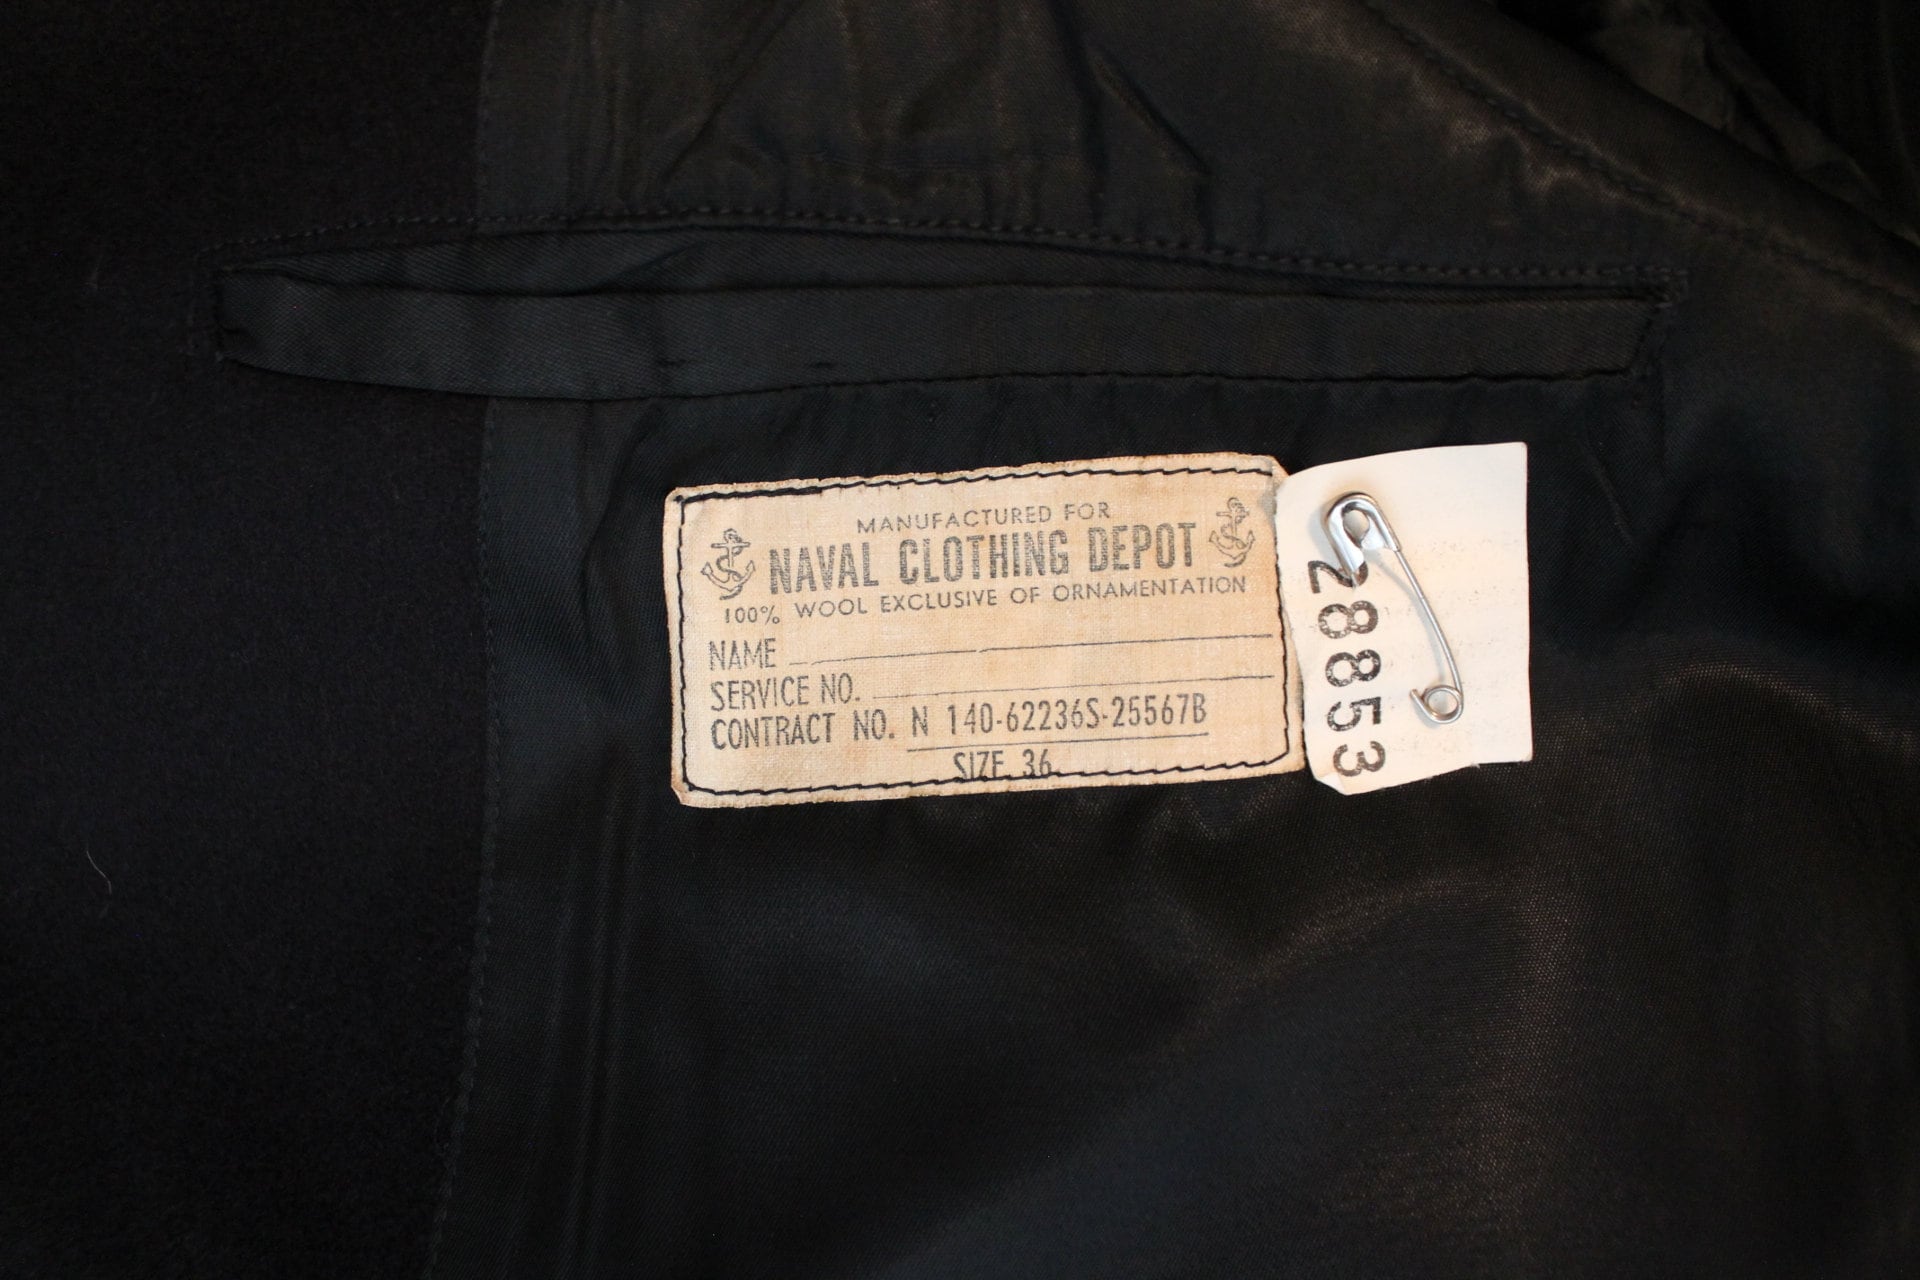 MANUFACTURED FOR
NAVAL CLOTHING DEPOT
100% WOOL EXCLUSIVE OF ORNAMENTATION
NAME
SERVICE NO.
CONTRACT NO. N 140-62236S-25567B
SIZE 36
28853